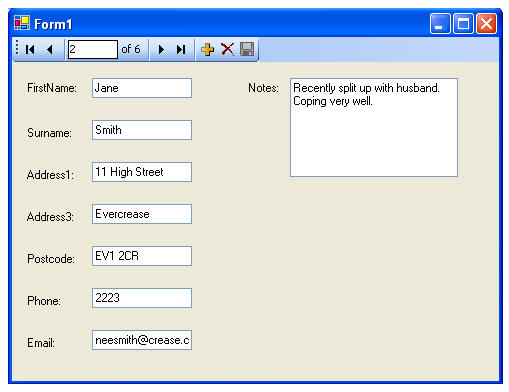 Form1
2 of 6
FirstName: Jane
Surname: Smith
Address1: 11 High Street
Address3: Evercrease
Postcode: EV1 2CR
Phone: 2223
Email: neesmith@crease.c
Notes: Recently split up with husband.
Coping very well.